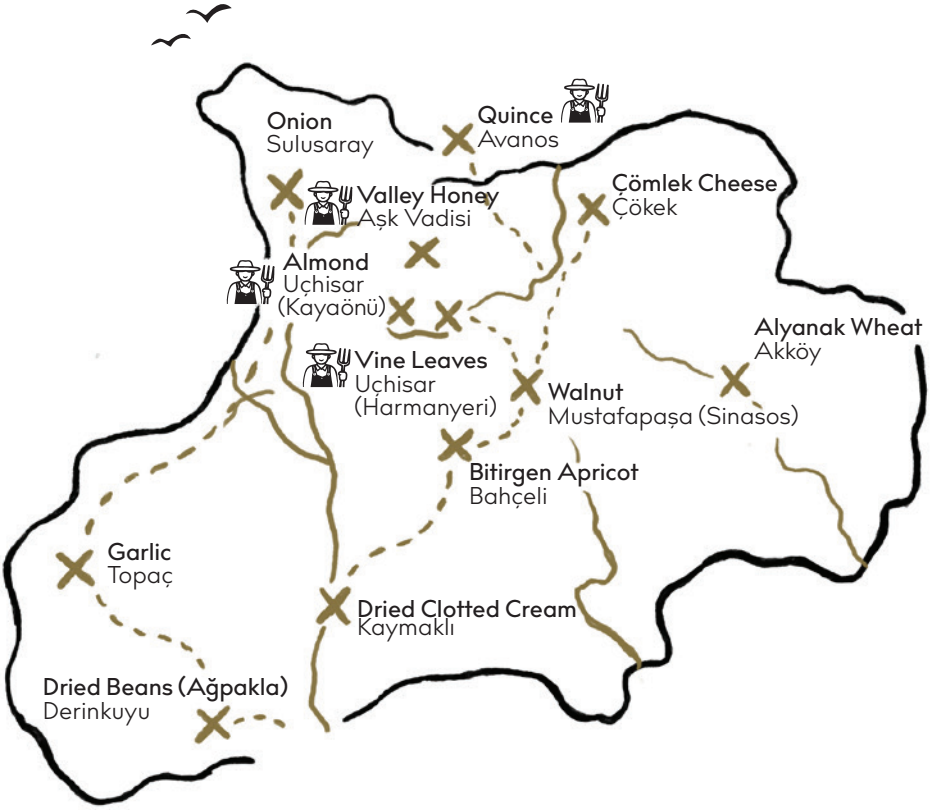 Quince
Avanos
Onion
Sulusaray
Çömlek Cheese
Çökek
Valley Honey
Aşk Vadisi
Almond
Uçhisar
(Kayaönü)
Alyanak Wheat
Akköy
Vine Leaves
Uçhisar
(Harmanyeri)
Walnut
Mustafapaşa (Sinasos)
Bitirgen Apricot
Bahçeli
Garlic
Topaç
Dried Clotted Cream
Kaymaklı
Dried Beans (Ağpakla)
Derinkuyu